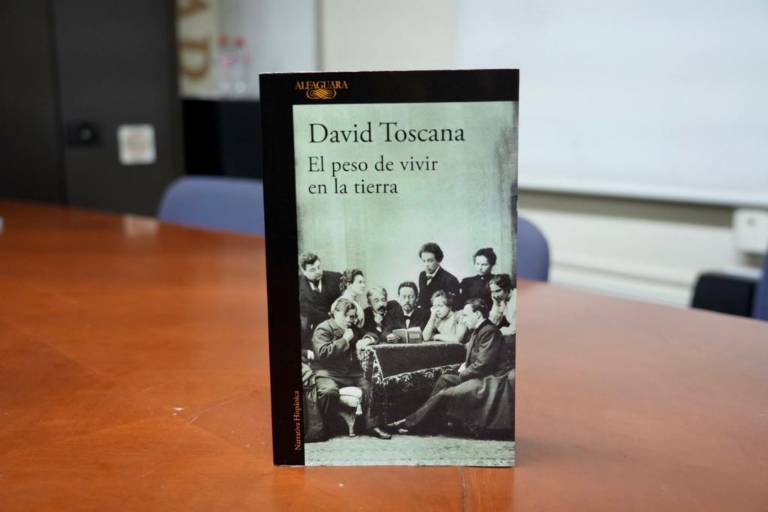 ALFAGUARA
David Toscana
El peso de vivir
en la tierra
Narrativa Hispánica